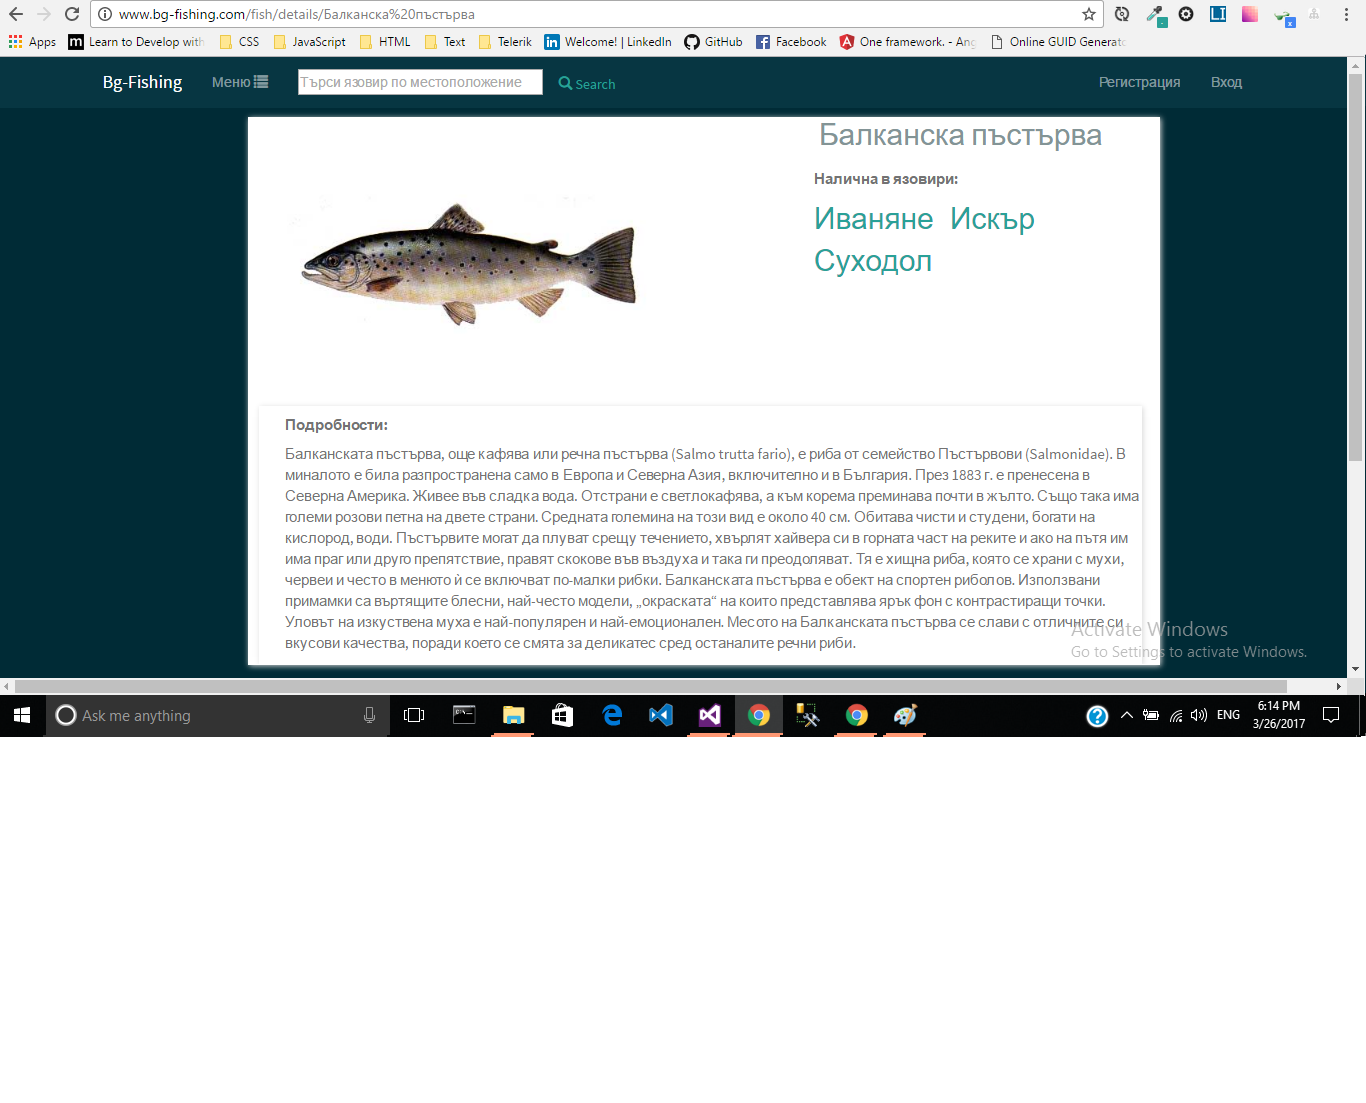 www.bg-fishing.com/fish/details/Балканска%20пъстърва
Apps Learn to Develop with CSS JavaScript HTML Text Telerik Welcome! | LinkedIn GitHub Facebook One framework. - Ang Online GUID Generato
Bg-Fishing Меню Търси язовир по местоположение Search Регистрация Вход
Балканска пъстърва
Налична в язовири:
Иваняне Искър
Суходол
Подробности:
Балканската пъстърва, още кафява или речна пъстърва (Salmo trutta fario), е риба от семейство Пъстървови (Salmonidae). В
миналото е била разпространена само в Европа и Северна Азия, включително и в България. През 1883 г. е пренесена в
Северна Америка. Живее във сладка вода. Отстрани е светлокафява, а към корема преминава почти в жълто. Също така има
големи розови петна на двете страни. Средната големина на този вид е около 40 см. Обитава чисти и студени, богати на
кислород, води. Пъстървите могат да плуват срещу течението, хвърлят хайвера си в горната част на реките и ако на пътя им
има праг или друго препятствие, правят скокове във въздуха и така ги преодоляват. Тя е хищна риба, която се храни с мухи,
червеи и често в менюто ѝ се включват по-малки рибки. Балканската пъстърва е обект на спортен риболов. Използвани
примамки са въртящите блесни, най-често модели, „окраската“ на които представлява ярък фон с контрастиращи точки.
Уловът на изкуствена муха е най-популярен и най-емоционален. Месото на Балканската пъстърва се слави с отличните си
вкусови качества, поради което се смята за деликатес сред останалите речни риби.
Activate Windows
Go to Settings to activate Windows.
Ask me anything ENG 6:14 PM
3/26/2017